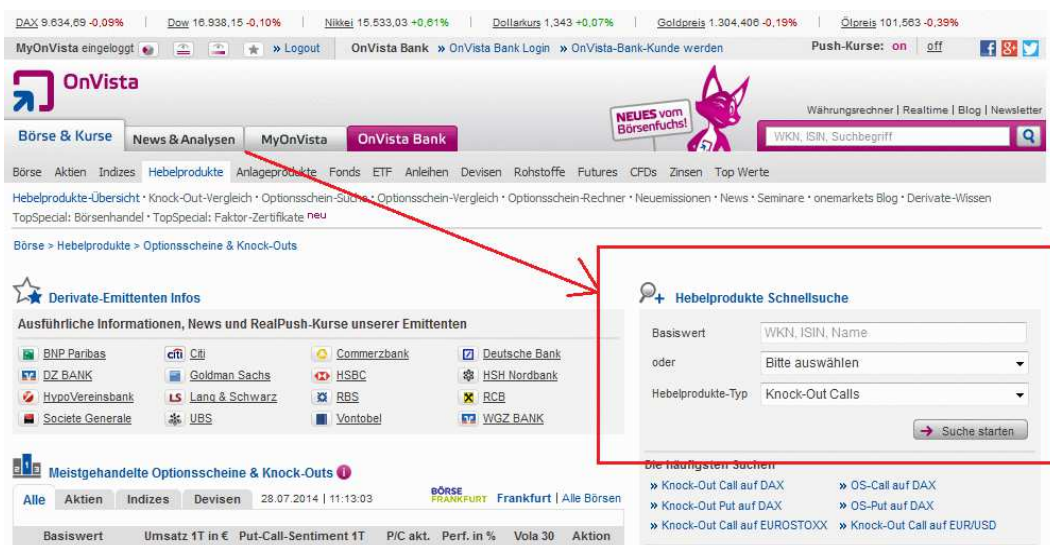 DAX 9.634,69 -0,09% | Dow 16.938,15 -0,10% | Nikkei 15.533,03 +0,61% | Dollarkurs 1,343 +0,07% | Goldpreis 1.304,406 -0,19% | Ölpreis 101,563 -0,39%
MyOnVista eingeloggt » Logout OnVista Bank » OnVista Bank Login » OnVista-Bank-Kunde werden Push-Kurse: on | off
OnVista
NEUES vom
Börsenfuchs!
Währungsrechner | Realtime | Blog | Newsletter
Börse & Kurse News & Analysen MyOnVista OnVista Bank WKN, ISIN, Suchbegriff
Börse Aktien Indizes Hebelprodukte Anlageprodukte Fonds ETF Anleihen Devisen Rohstoffe Futures CFDs Zinsen Top Werte
Hebelprodukte-Übersicht · Knock-Out-Vergleich · Optionsschein-Suche · Optionsschein-Vergleich · Optionsschein-Rechner · Neuemissionen · News · Seminare · onemarkets Blog · Derivate-Wissen
TopSpecial: Börsenhandel · TopSpecial: Faktor-Zertifikate neu
Börse > Hebelprodukte > Optionsscheine & Knock-Outs
Derivate-Emittenten Infos
Ausführliche Informationen, News und RealPush-Kurse unserer Emittenten
BNP Paribas citi Citi Commerzbank Deutsche Bank
DZ BANK Goldman Sachs HSBC HSH Nordbank
HypoVereinsbank LS Lang & Schwarz RBS RCB
Societe Generale UBS Vontobel WGZ BANK
Hebelprodukte Schnellsuche
Basiswert WKN, ISIN, Name
oder Bitte auswählen
Hebelprodukte-Typ Knock-Out Calls
Suche starten
Die häufigsten Suchen
» Knock-Out Call auf DAX » OS-Call auf DAX
» Knock-Out Put auf DAX » OS-Put auf DAX
» Knock-Out Call auf EUROSTOXX » Knock-Out Call auf EUR/USD
Meistgehandelte Optionsscheine & Knock-Outs
Alle Aktien Indizes Devisen 28.07.2014 | 11:13:03 BÖRSE FRANKFURT Frankfurt | Alle Börsen
Basiswert Umsatz 1T in € Put-Call-Sentiment 1T P/C akt. Perf. in % Vola 30 Aktion